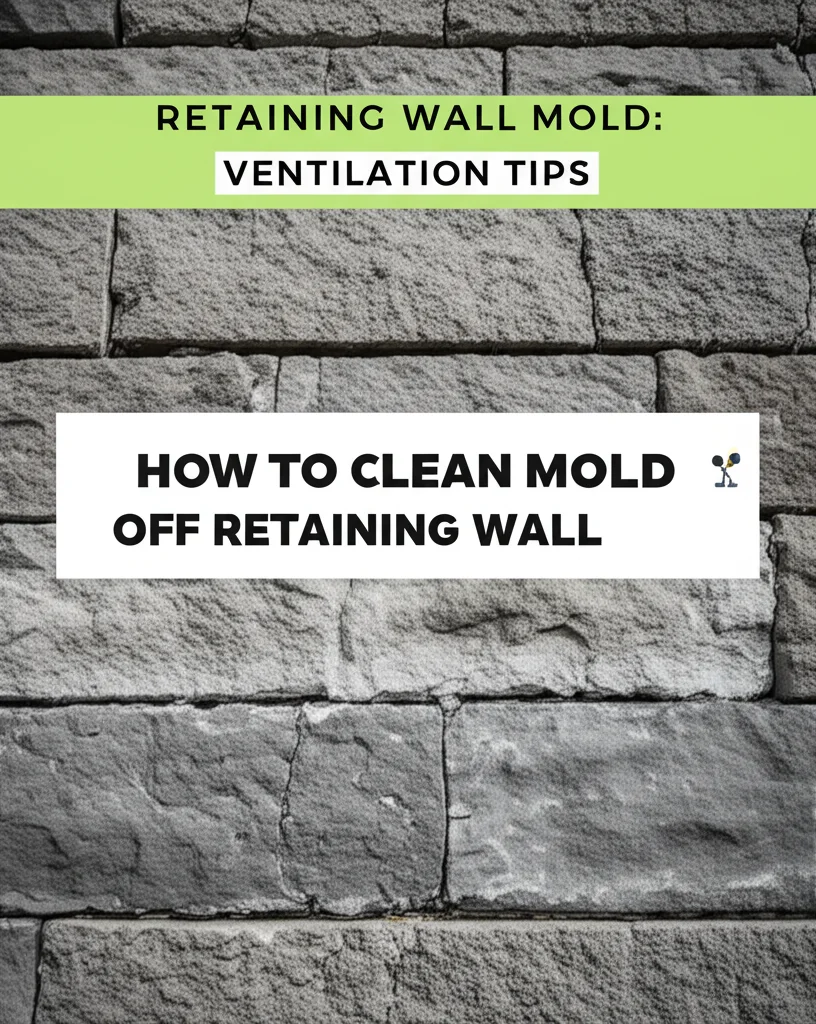 RETAINING WALL MOLD:
VENTILATION TIPS
HOW TO CLEAN MOLD
OFF RETAINING WALL